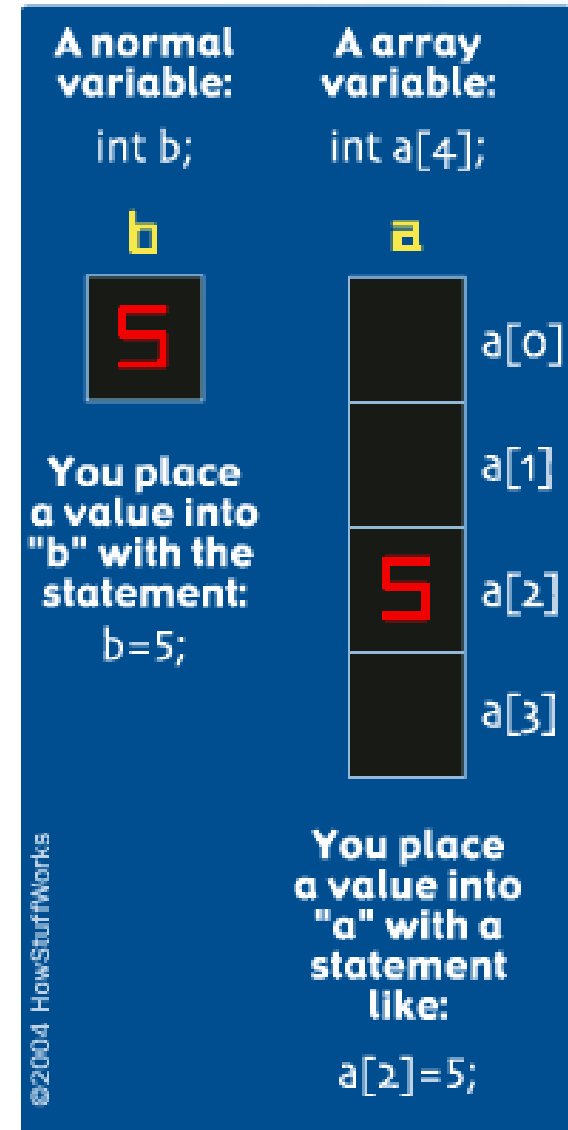 A normal
variable:
int b;
b
5
You place
a value into
"b" with the
statement:
b=5;
A array
variable:
int a[4];
a
a[0]
a[1]
5
a[2]
a[3]
You place
a value into
"a" with a
statement
like:
a[2]=5;
©2004 HowStuffWorks